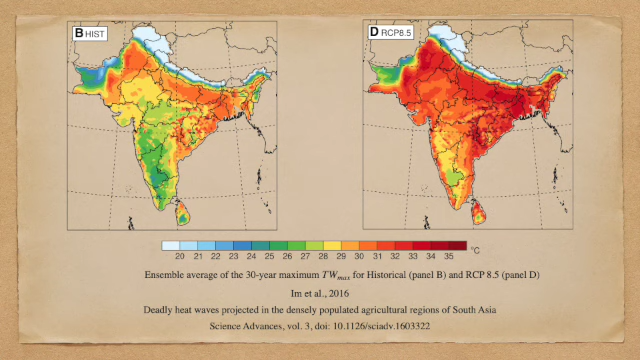 B HIST
D RCP8.5
20 21 22 23 24 25 26 27 28 29 30 31 32 33 34 35 °C
Ensemble average of the 30-year maximum TWmax for Historical (panel B) and RCP 8.5 (panel D)
Im et al., 2016
Deadly heat waves projected in the densely populated agricultural regions of South Asia
Science Advances, vol. 3, doi: 10.1126/sciadv.1603322